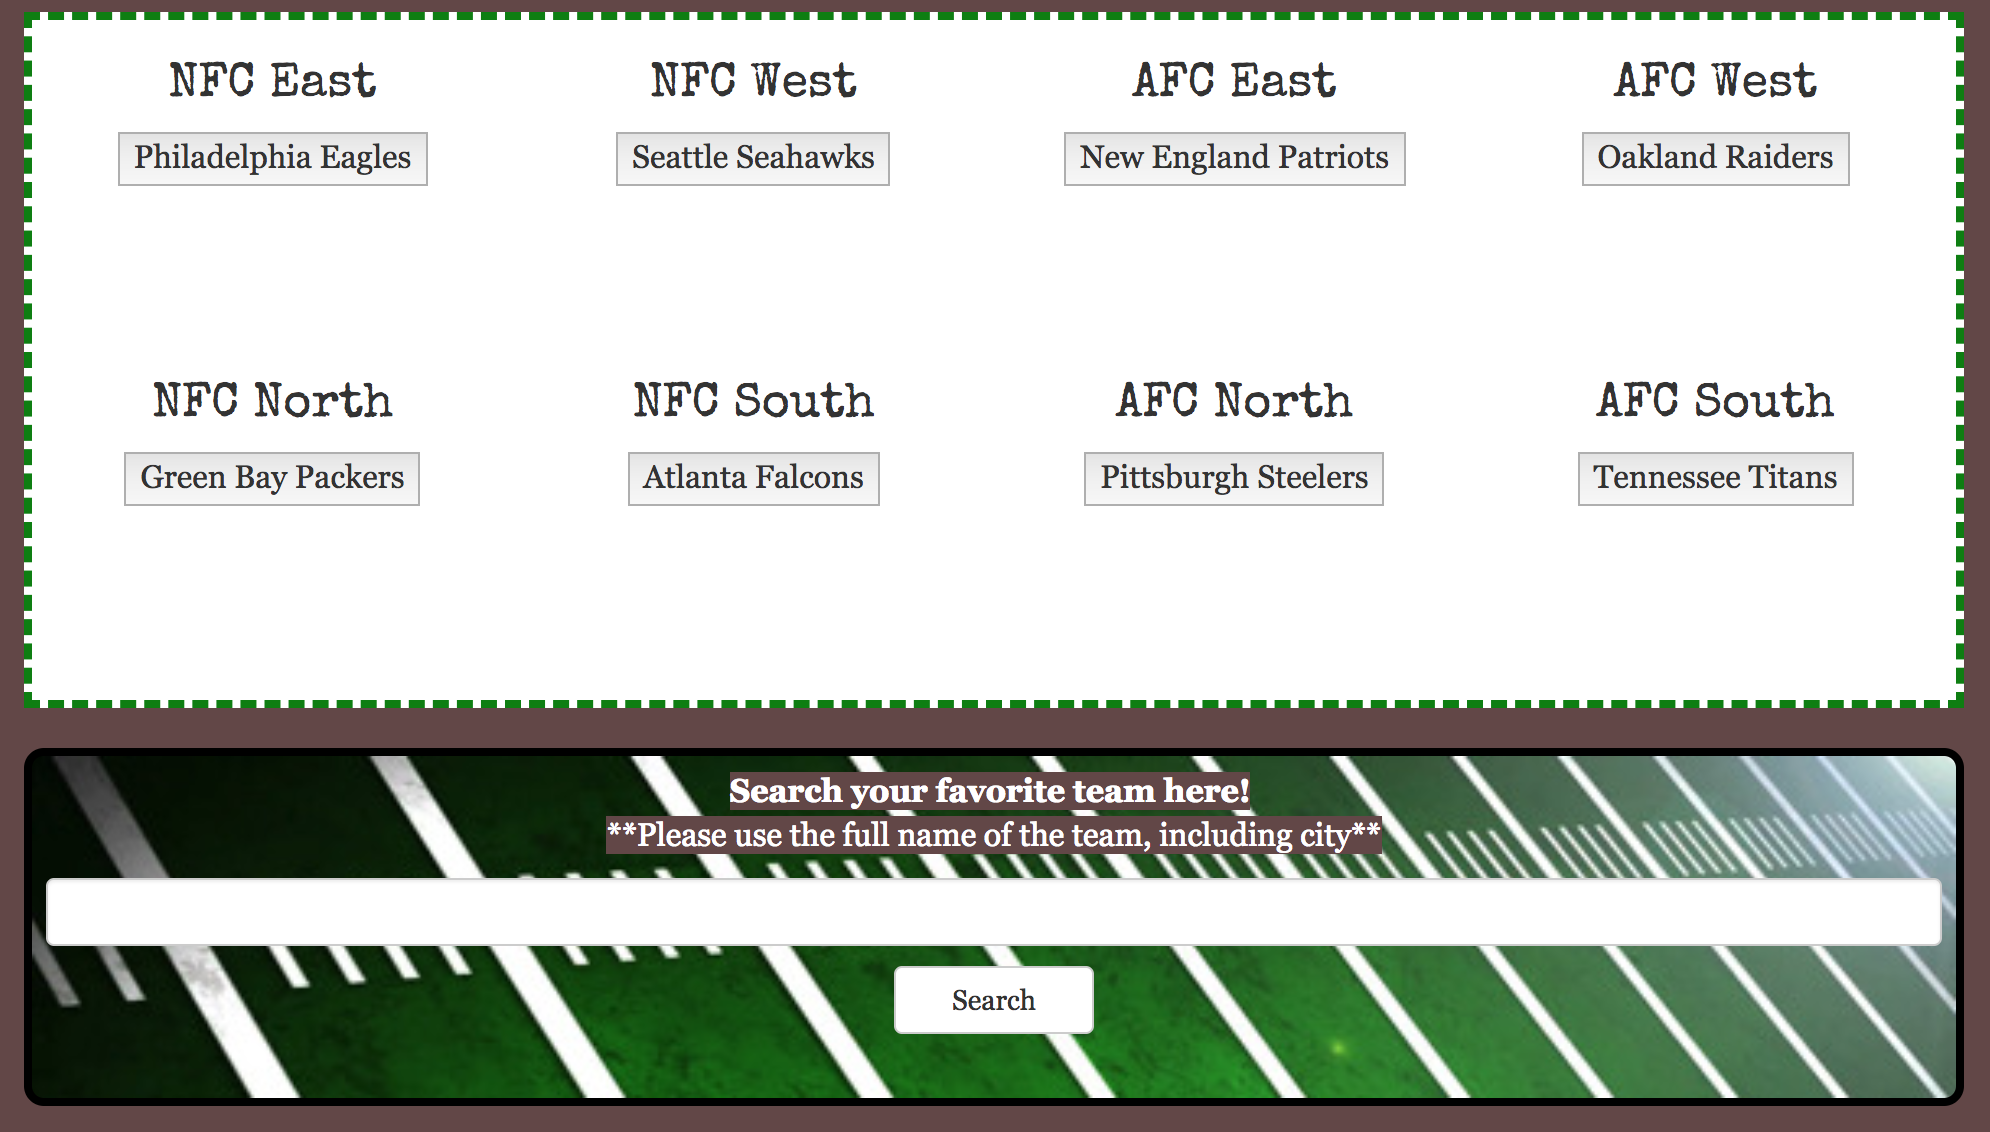 NFC East
NFC West
AFC East
AFC West
Philadelphia Eagles
Seattle Seahawks
New England Patriots
Oakland Raiders
NFC North
NFC South
AFC North
AFC South
Green Bay Packers
Atlanta Falcons
Pittsburgh Steelers
Tennessee Titans
Search your favorite team here!
**Please use the full name of the team, including city**
Search